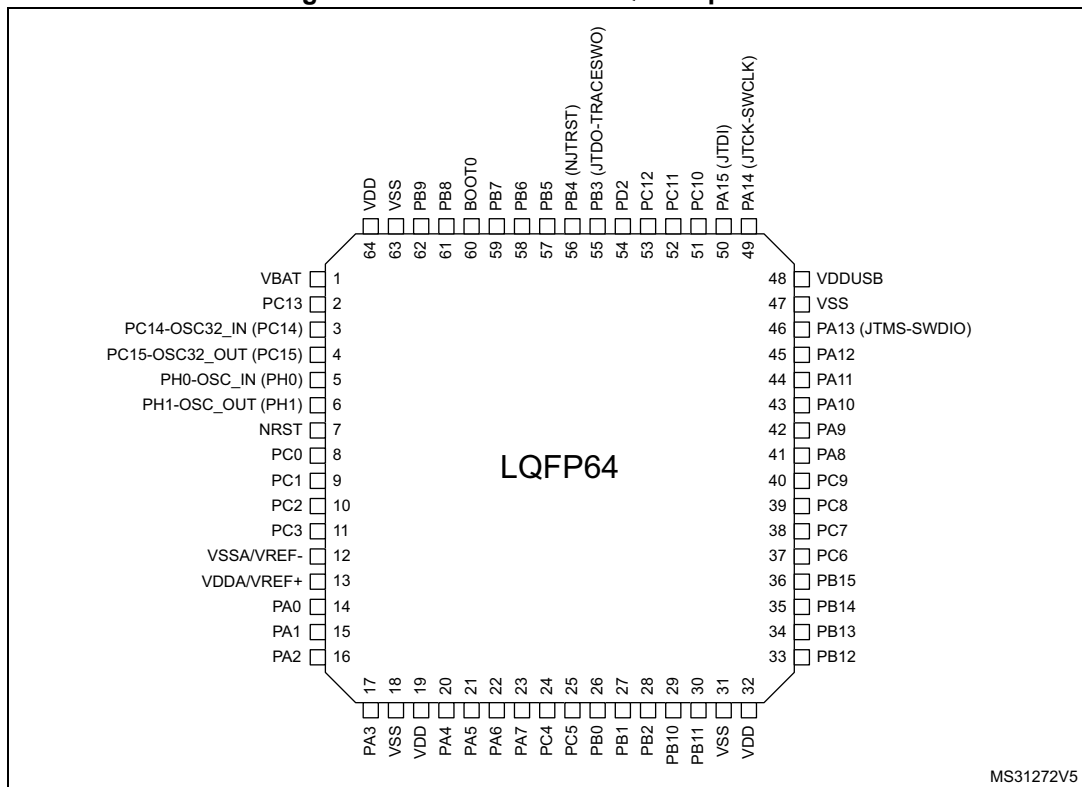 VDD
VSS
PB9
PB8
BOOT0
PB7
PB6
PB5
PB4 (NJTRST)
PB3 (JTDO-TRACESWO)
PD2
PC12
PC11
PC10
PA15 (JTDI)
PA14 (JTCK-SWCLK)
64
63
62
61
60
59
58
57
56
55
54
53
52
51
50
49
VBAT 1
PC13 2
PC14-OSC32_IN (PC14) 3
PC15-OSC32_OUT (PC15) 4
PH0-OSC_IN (PH0) 5
PH1-OSC_OUT (PH1) 6
NRST 7
PC0 8
PC1 9
PC2 10
PC3 11
VSSA/VREF- 12
VDDA/VREF+ 13
PA0 14
PA1 15
PA2 16
LQFP64
48 VDDUSB
47 VSS
46 PA13 (JTMS-SWDIO)
45 PA12
44 PA11
43 PA10
42 PA9
41 PA8
40 PC9
39 PC8
38 PC7
37 PC6
36 PB15
35 PB14
34 PB13
33 PB12
17
18
19
20
21
22
23
24
25
26
27
28
29
30
31
32
PA3
VSS
VDD
PA4
PA5
PA6
PA7
PC4
PC5
PB0
PB1
PB2
PB10
PB11
VSS
VDD
MS31272V5